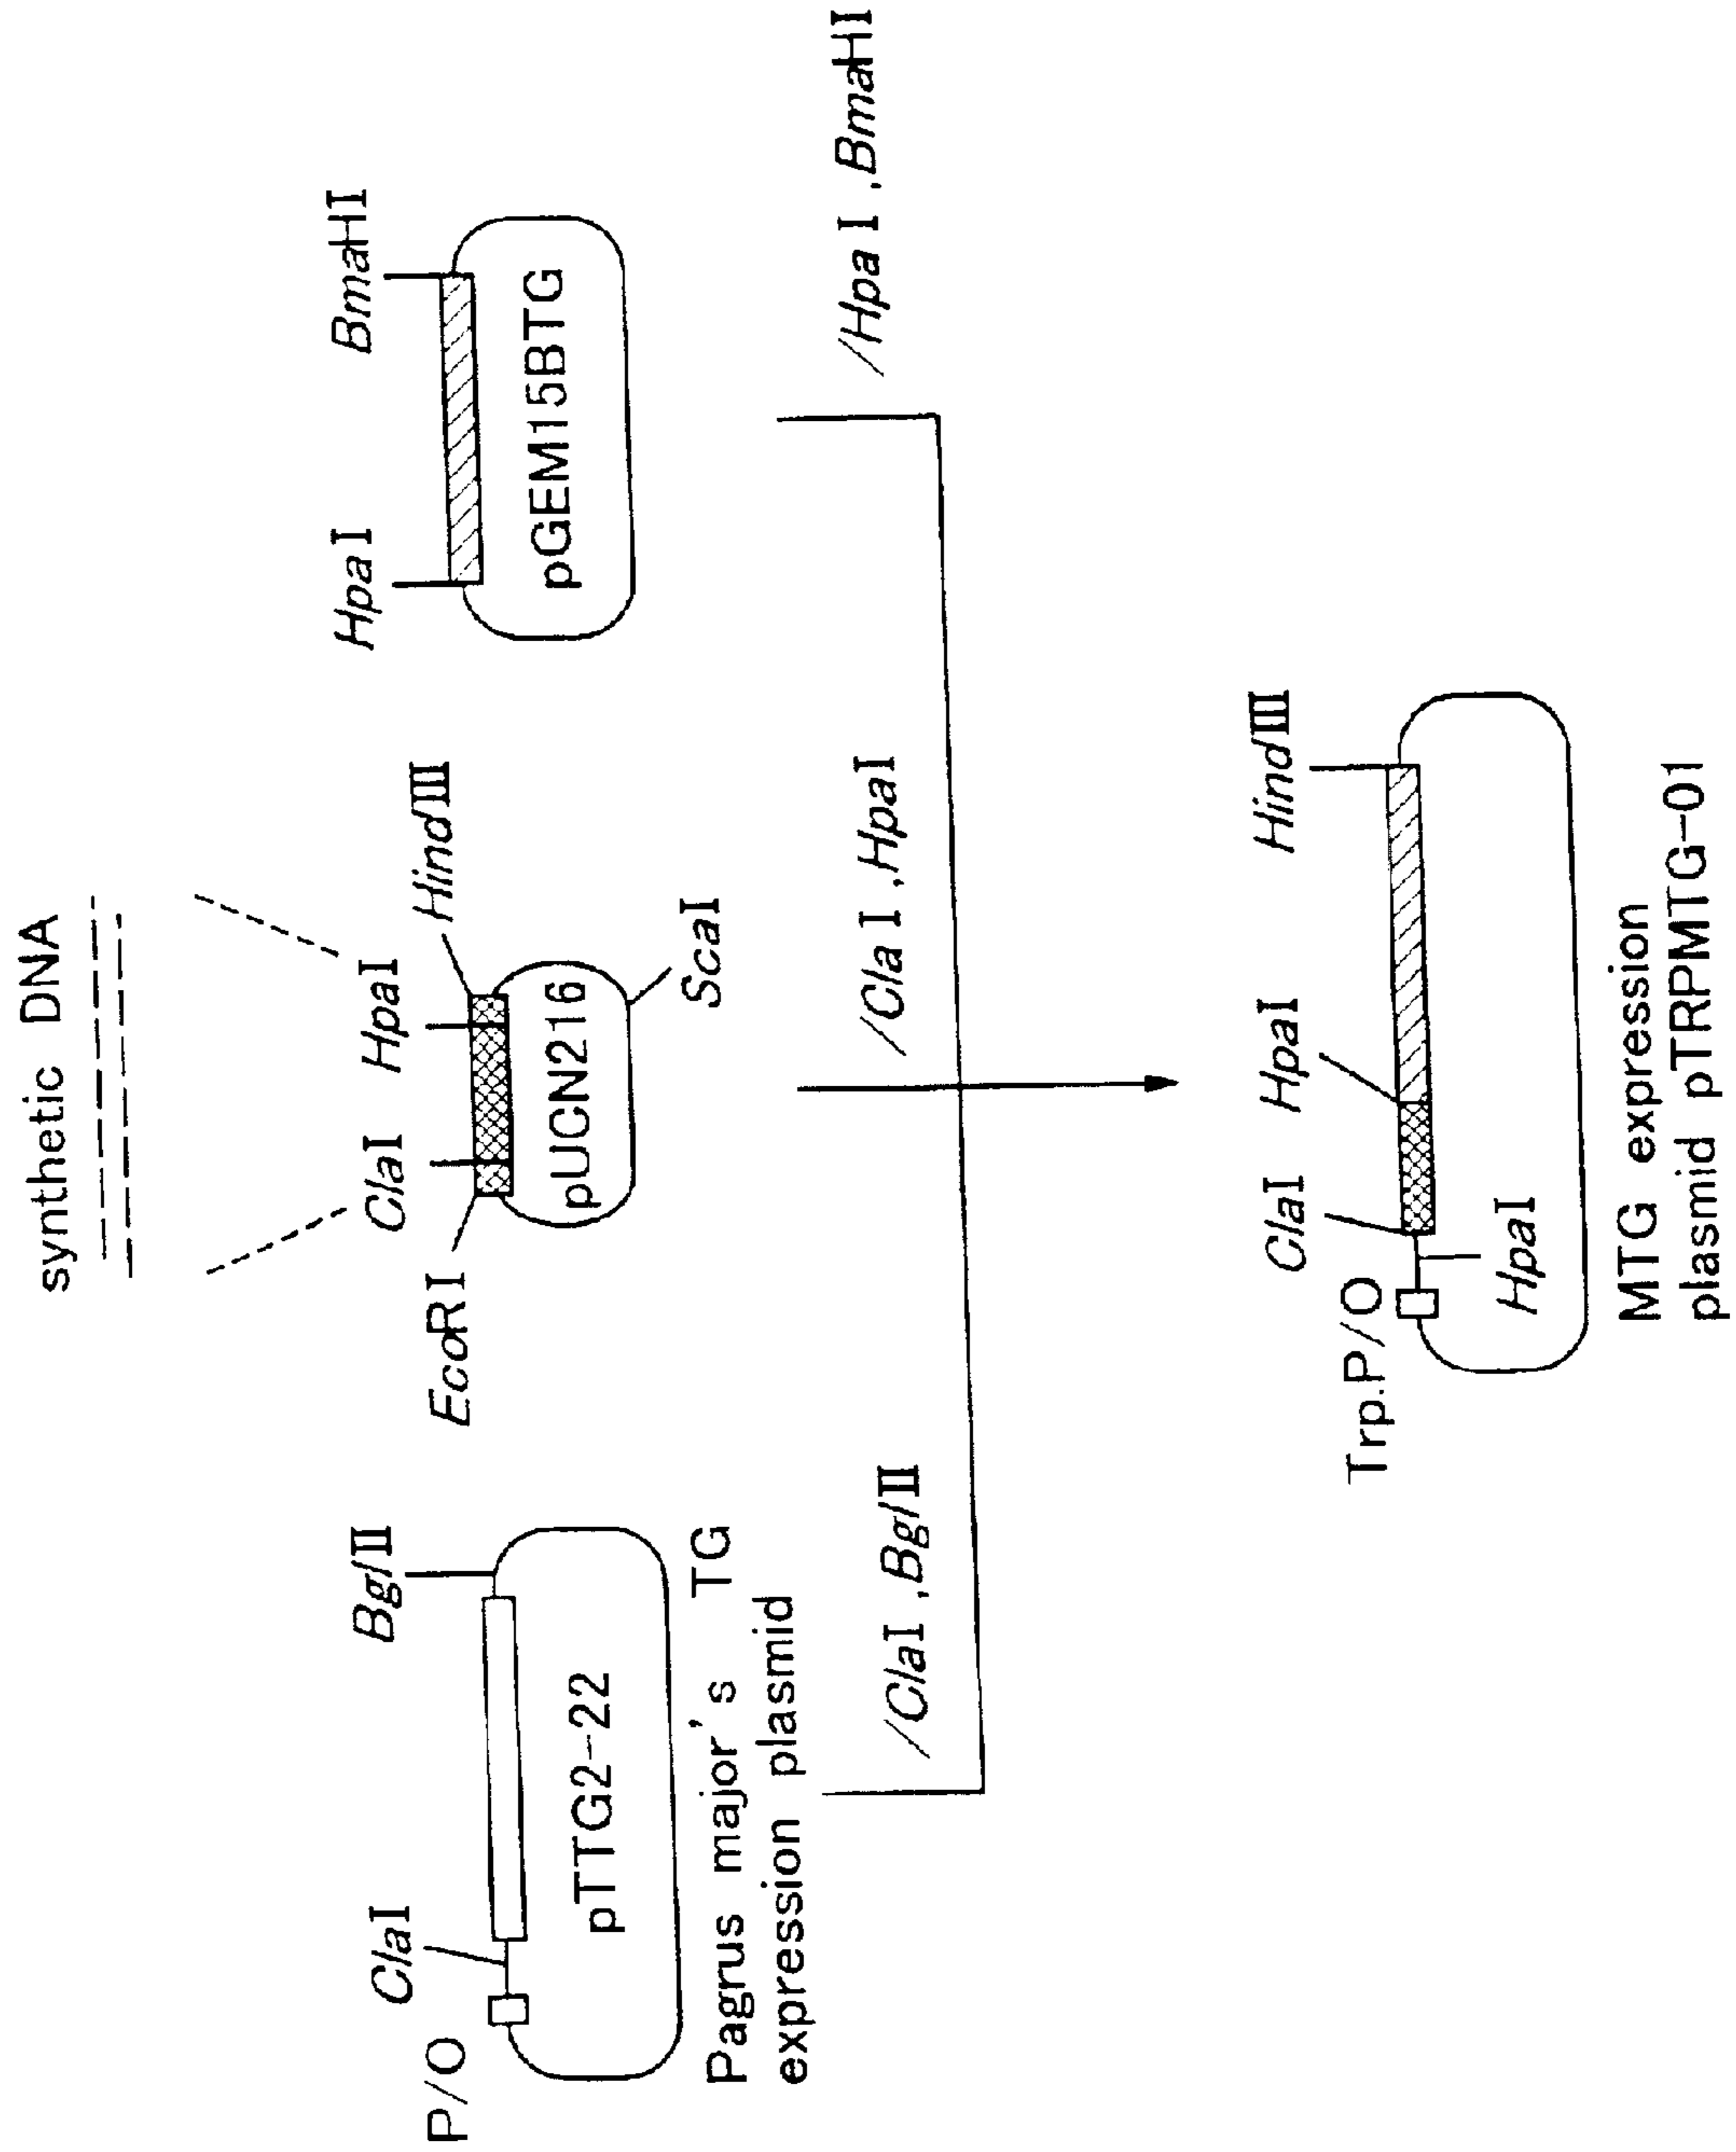 synthetic DNA
P/O
ClaI
BglII
pTTG2-22
Pagrus major's TG
expression plasmid
EcoRI
ClaI
HpaI
HindIII
pUCN216
ScaI
HpaI
BmaHI
pGEM15BTG
/ClaI,BglII
/ClaI,HpaI
/HpaI,BmaHI
Trp.P/O
ClaI
HpaI
HindIII
HpaI
MTG expression
plasmid pTRPMTG-01